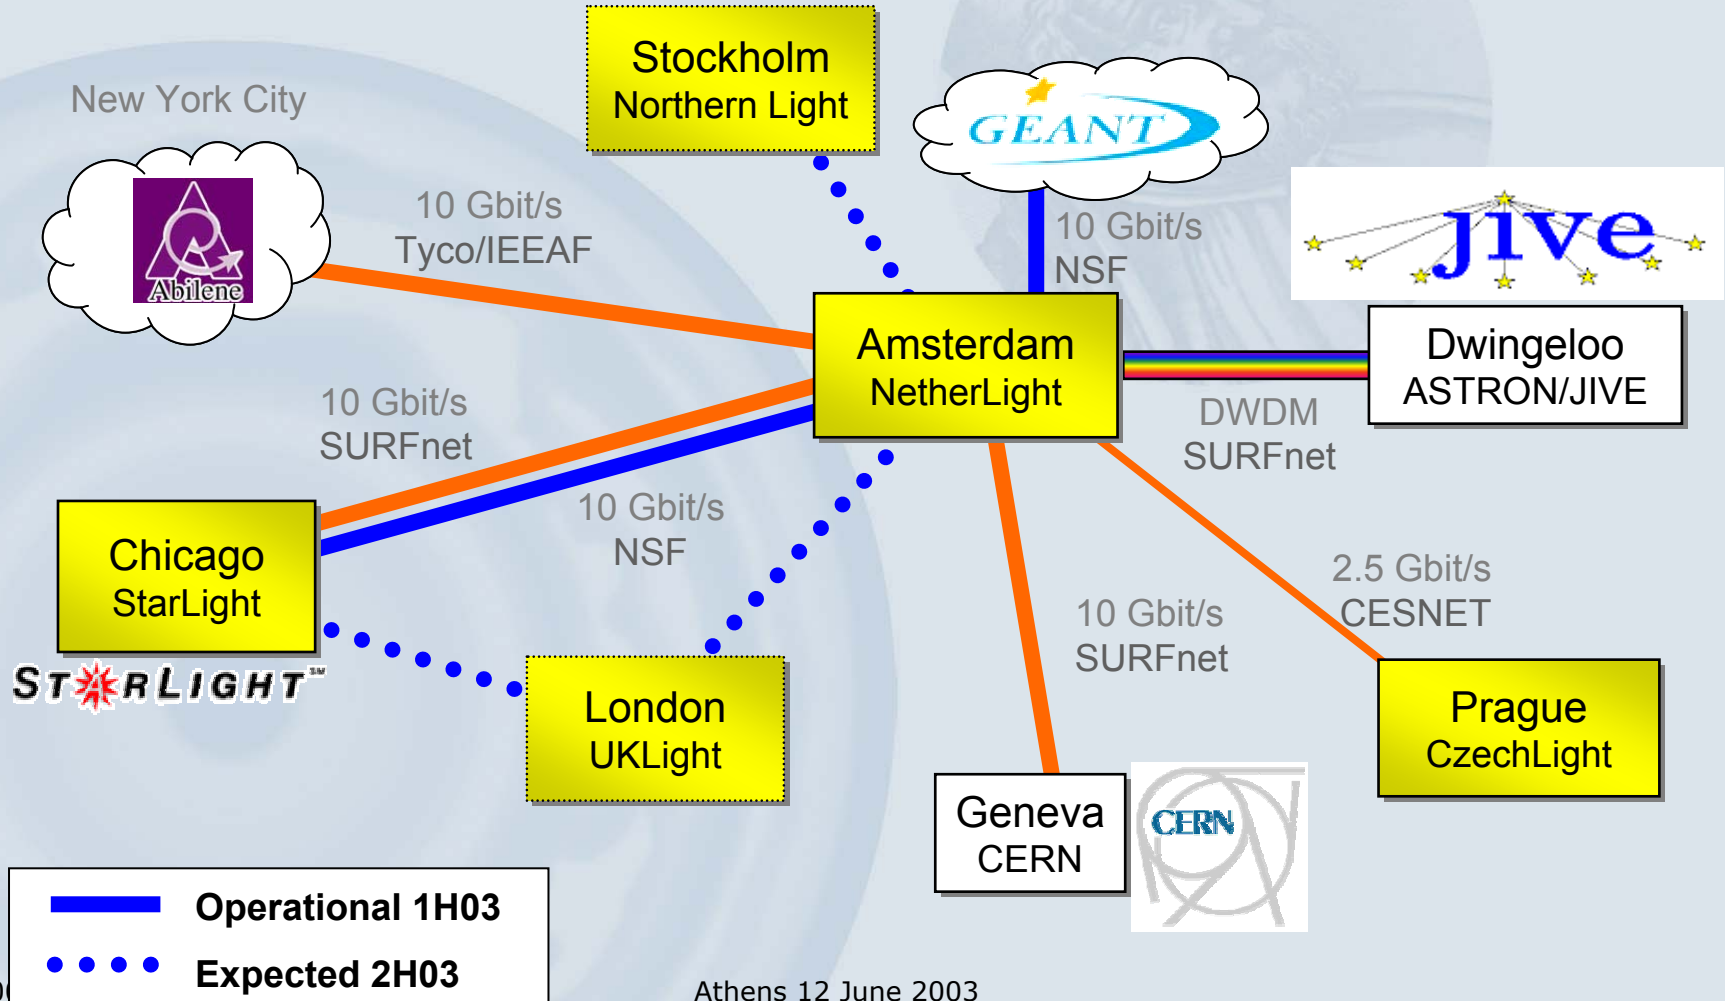 Stockholm
Northern Light
New York City
GEANT
Abilene
10 Gbit/s
Tyco/IEEAF
10 Gbit/s
NSF
jive
Amsterdam
NetherLight
Dwingeloo
ASTRON/JIVE
10 Gbit/s
SURFnet
DWDM
SURFnet
10 Gbit/s
NSF
Chicago
StarLight
STARLIGHT
2.5 Gbit/s
CESNET
10 Gbit/s
SURFnet
London
UKLight
Prague
CzechLight
Geneva
CERN
CERN
Operational 1H03
Expected 2H03
Athens 12 June 2003